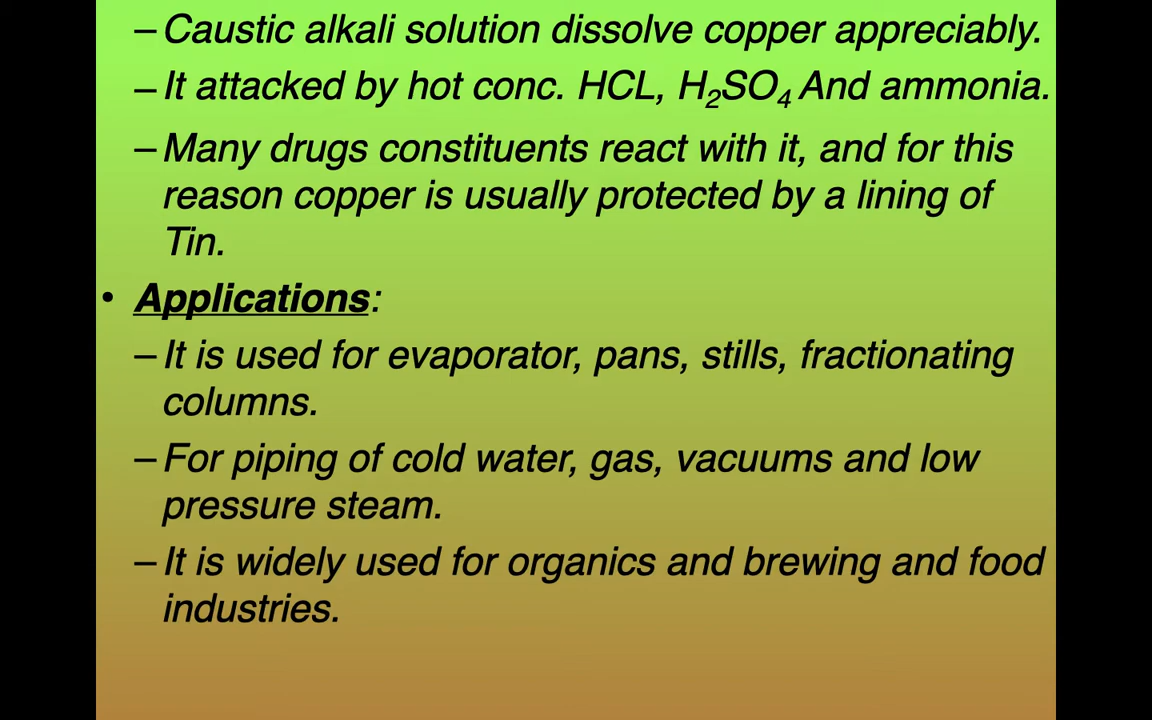 –Caustic alkali solution dissolve copper appreciably.
–It attacked by hot conc. HCL, H₂SO₄ And ammonia.
–Many drugs constituents react with it, and for this
reason copper is usually protected by a lining of
Tin.
• Applications:
–It is used for evaporator, pans, stills, fractionating
columns.
–For piping of cold water, gas, vacuums and low
pressure steam.
–It is widely used for organics and brewing and food
industries.